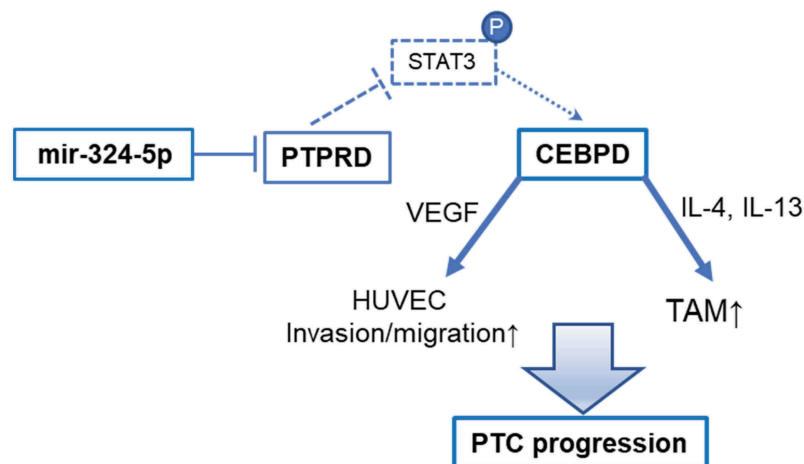 P
STAT3
mir-324-5p
PTPRD
CEBPD
VEGF
IL-4, IL-13
HUVEC
Invasion/migration↑
TAM↑
PTC progression